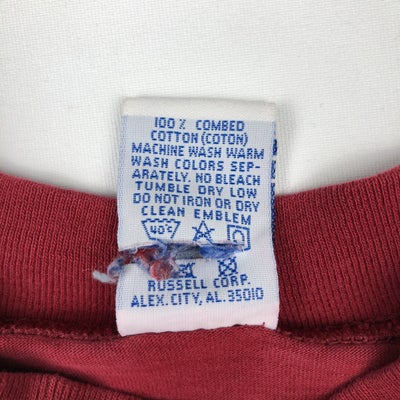 100% COMBED
COTTON (COTON)
MACHINE WASH WARM
WASH COLORS SEP-
ARATELY. NO BLEACH
TUMBLE DRY LOW
DO NOT IRON OR DRY
CLEAN EMBLEM
40°C
RUSSELL CORP.
ALEX. CITY, AL. 35010